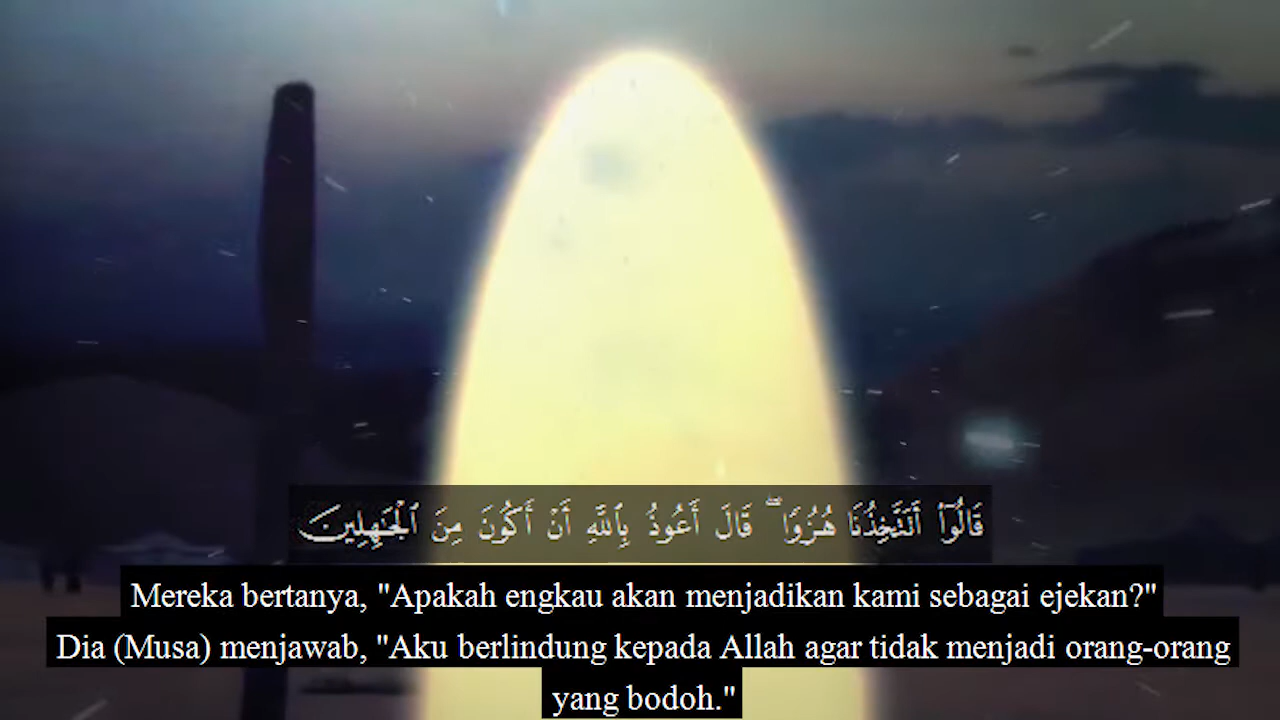 قَالُوٓا۟ أَتَتَّخِذُنَا هُزُوًا ۖ قَالَ أَعُوذُ بِٱللَّهِ أَنْ أَكُونَ مِنَ ٱلْجَـٰهِلِينَ
Mereka bertanya, "Apakah engkau akan menjadikan kami sebagai ejekan?"
Dia (Musa) menjawab, "Aku berlindung kepada Allah agar tidak menjadi orang-orang
yang bodoh."